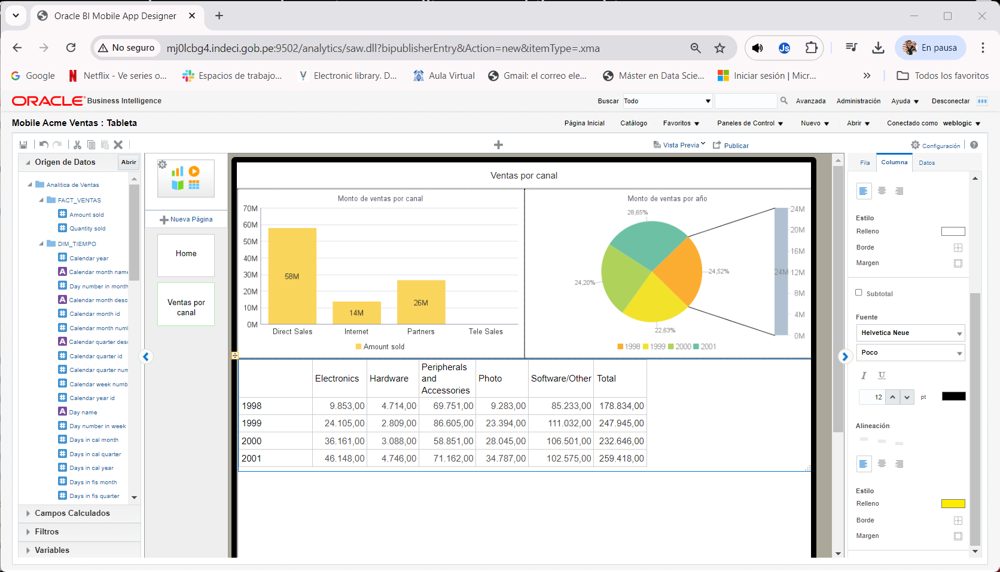 Oracle BI Mobile App Designer
No seguro mj0lcbg4.indeci.gob.pe:9502/analytics/saw.dll?bipublisherEntry&Action=new&itemType=.xma JS En pausa
Google Netflix - Ve series o... Espacios de trabajo... Electronic library. D... Aula Virtual Gmail: el correo ele... Máster en Data Scie... Iniciar sesión | Micr... Todos los favoritos
ORACLE Business Intelligence Buscar Todo Avanzada Administración Ayuda Desconectar
Mobile Acme Ventas : Tableta Página Inicial Catálogo Favoritos Paneles de Control Nuevo Abrir Conectado como weblogic
Vista Previa Publicar Configuración
Origen de Datos Abrir
Analitica de Ventas
FACT_VENTAS
Amount sold
Quantity sold
DIM_TIEMPO
Calendar year
Calendar month name
Day number in month
Calendar month desc
Calendar month id
Calendar month numb
Calendar quarter des
Calendar quarter id
Calendar quarter num
Calendar week numb
Calendar year id
Day name
Day number in week
Days in cal month
Days in cal quarter
Days in cal year
Days in fis month
Days in fis quarter
Campos Calculados
Filtros
Variables
Nueva Página
Home
Ventas por
canal
Ventas por canal
Monto de ventas por canal
70M
60M
50M
40M
30M
20M
10M
0M
58M
14M
26M
Direct Sales Internet Partners Tele Sales
Amount sold
Monto de ventas por año
28,65%
24,52%
24,20%
22,63%
24M
24M
20M
16M
12M
8M
4M
0M
1998 1999 2000 2001
Electronics Hardware Peripherals and Accessories Photo Software/Other Total
1998 9.853,00 4.714,00 69.751,00 9.283,00 85.233,00 178.834,00
1999 24.105,00 2.809,00 86.605,00 23.394,00 111.032,00 247.945,00
2000 36.161,00 3.088,00 58.851,00 28.045,00 106.501,00 232.646,00
2001 46.148,00 4.746,00 71.162,00 34.787,00 102.575,00 259.418,00
Fila Columna Datos
Estilo
Relleno
Borde
Margen
Subtotal
Fuente
Helvetica Neue
Poco
I U
12 pt
Alineación
Estilo
Relleno
Borde
Margen